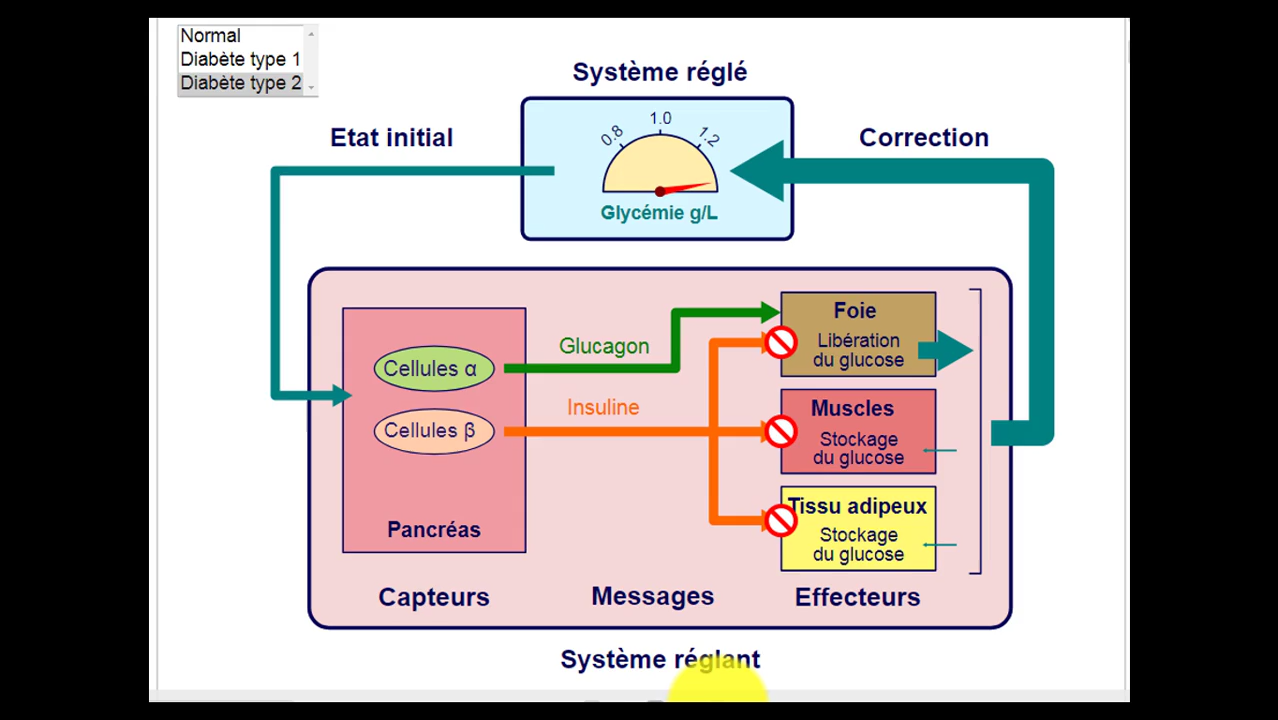 Normal
Diabète type 1
Diabète type 2
Système réglé
Etat initial
Correction
0.8
1.0
1.2
Glycémie g/L
Cellules α
Cellules β
Pancréas
Glucagon
Insuline
Foie
Libération
du glucose
Muscles
Stockage
du glucose
Tissu adipeux
Stockage
du glucose
Capteurs
Messages
Effecteurs
Système réglant